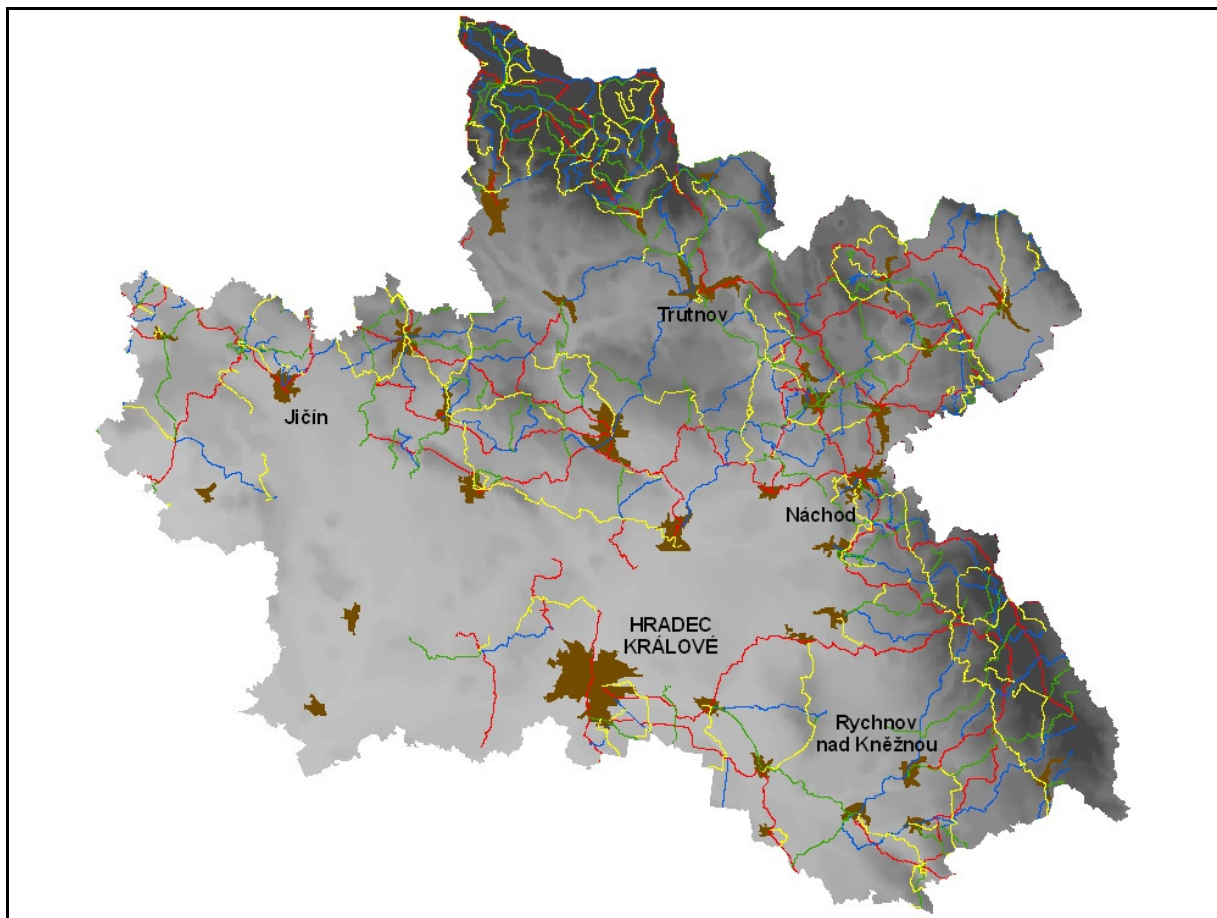 Trutnov
Jičín
Náchod
HRADEC
KRÁLOVÉ
Rychnov
nad Kněžnou